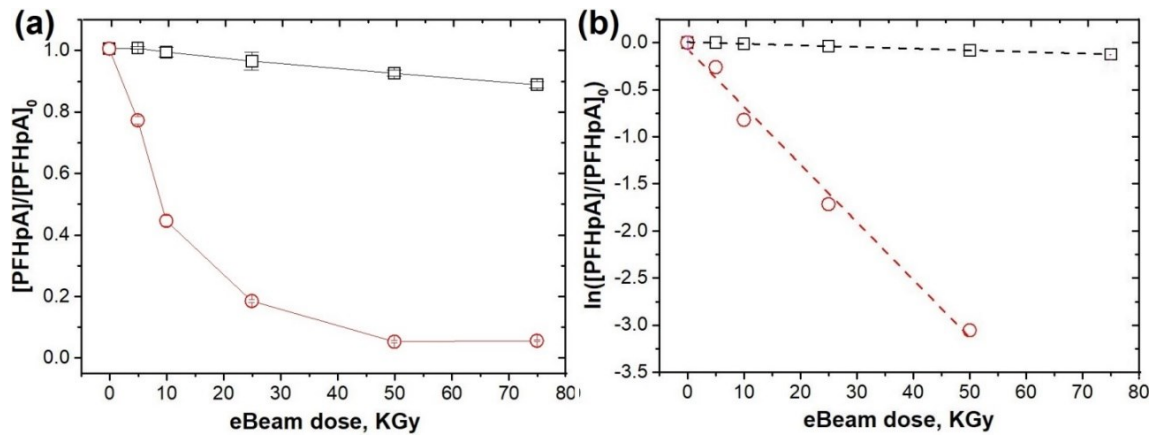 (a)
[PFHpA]/[PFHpA]0
1.0
0.8
0.6
0.4
0.2
0.0
0 10 20 30 40 50 60 70 80
eBeam dose, KGy
(b)
ln([PFHpA]/[PFHpA]0)
0.0
-0.5
-1.0
-1.5
-2.0
-2.5
-3.0
-3.5
0 10 20 30 40 50 60 70 80
eBeam dose, KGy